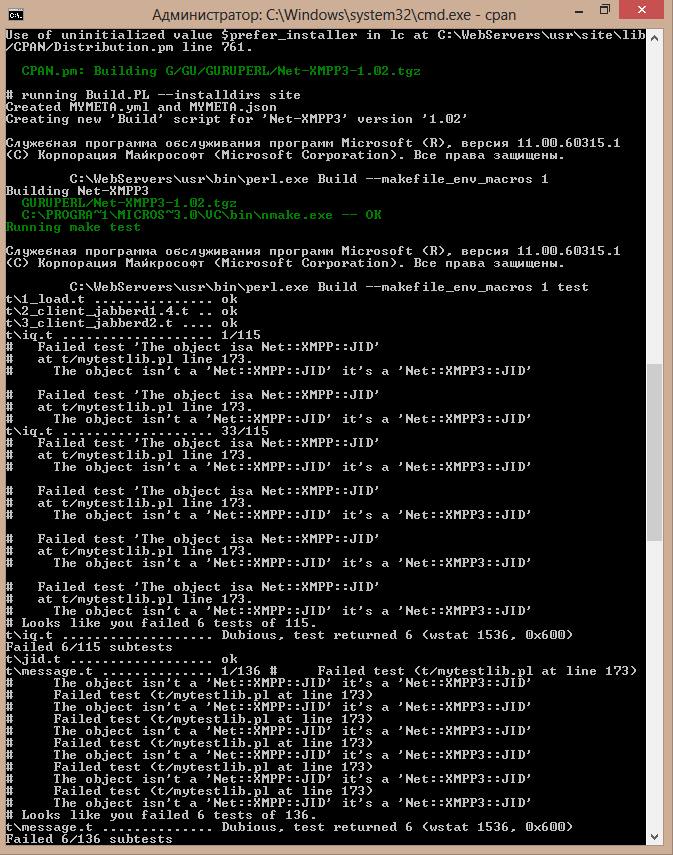 Администратор: C:\Windows\system32\cmd.exe - cpan
Use of uninitialized value $prefer_installer in lc at C:\WebServers\usr\site\lib
/CPAN/Distribution.pm line 761.
CPAN.pm: Building G/GU/GURUPERL/Net-XMPP3-1.02.tgz
# running Build.PL --installdirs site
Created MYMETA.yml and MYMETA.json
Creating new 'Build' script for 'Net-XMPP3' version '1.02'
Служебная программа обслуживания программ Microsoft (R), версия 11.00.60315.1
(C) Корпорация Майкрософт (Microsoft Corporation). Все права защищены.
C:\WebServers\usr\bin\perl.exe Build --makefile_env_macros 1
Building Net-XMPP3
GURUPERL/Net-XMPP3-1.02.tgz
C:\PROGRA~1\MICROS~3.0\VC\bin\nmake.exe -- OK
Running make test
Служебная программа обслуживания программ Microsoft (R), версия 11.00.60315.1
(C) Корпорация Майкрософт (Microsoft Corporation). Все права защищены.
C:\WebServers\usr\bin\perl.exe Build --makefile_env_macros 1 test
t\1_load.t ............... ok
t\2_client_jabberd1.4.t .. ok
t\3_client_jabberd2.t .... ok
t\iq.t ................... 1/115
#   Failed test 'The object isa Net::XMPP::JID'
#   at t/mytestlib.pl line 173.
#     The object isn't a 'Net::XMPP::JID' it's a 'Net::XMPP3::JID'
#   Failed test 'The object isa Net::XMPP::JID'
#   at t/mytestlib.pl line 173.
#     The object isn't a 'Net::XMPP::JID' it's a 'Net::XMPP3::JID'
t\iq.t ................... 33/115
#   Failed test 'The object isa Net::XMPP::JID'
#   at t/mytestlib.pl line 173.
#     The object isn't a 'Net::XMPP::JID' it's a 'Net::XMPP3::JID'
#   Failed test 'The object isa Net::XMPP::JID'
#   at t/mytestlib.pl line 173.
#     The object isn't a 'Net::XMPP::JID' it's a 'Net::XMPP3::JID'
#   Failed test 'The object isa Net::XMPP::JID'
#   at t/mytestlib.pl line 173.
#     The object isn't a 'Net::XMPP::JID' it's a 'Net::XMPP3::JID'
#   Failed test 'The object isa Net::XMPP::JID'
#   at t/mytestlib.pl line 173.
#     The object isn't a 'Net::XMPP::JID' it's a 'Net::XMPP3::JID'
# Looks like you failed 6 tests of 115.
t\iq.t ................... Dubious, test returned 6 (wstat 1536, 0x600)
Failed 6/115 subtests
t\jid.t .................. ok
t\message.t .............. 1/136 #     Failed test (t/mytestlib.pl at line 173)
#     The object isn't a 'Net::XMPP::JID' it's a 'Net::XMPP3::JID'
#     Failed test (t/mytestlib.pl at line 173)
#     The object isn't a 'Net::XMPP::JID' it's a 'Net::XMPP3::JID'
#     Failed test (t/mytestlib.pl at line 173)
#     The object isn't a 'Net::XMPP::JID' it's a 'Net::XMPP3::JID'
#     Failed test (t/mytestlib.pl at line 173)
#     The object isn't a 'Net::XMPP::JID' it's a 'Net::XMPP3::JID'
#     Failed test (t/mytestlib.pl at line 173)
#     The object isn't a 'Net::XMPP::JID' it's a 'Net::XMPP3::JID'
#     Failed test (t/mytestlib.pl at line 173)
#     The object isn't a 'Net::XMPP::JID' it's a 'Net::XMPP3::JID'
# Looks like you failed 6 tests of 136.
t\message.t .............. Dubious, test returned 6 (wstat 1536, 0x600)
Failed 6/136 subtests